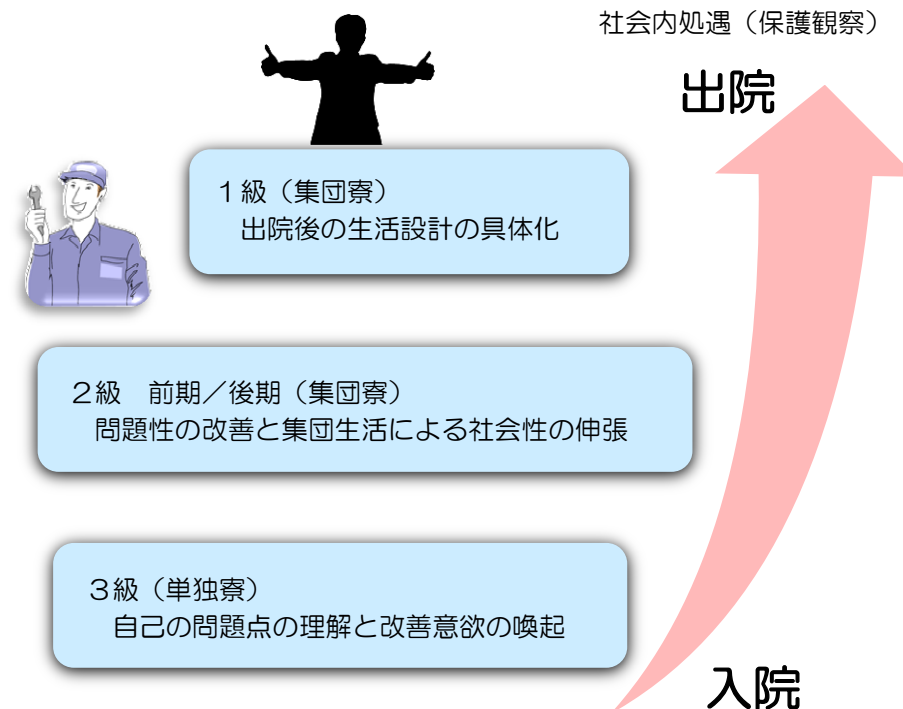 社会内処遇（保護観察）
出院
１級（集団寮）
出院後の生活設計の具体化
２級　前期／後期（集団寮）
問題性の改善と集団生活による社会性の伸張
３級（単独寮）
自己の問題点の理解と改善意欲の喚起
入院